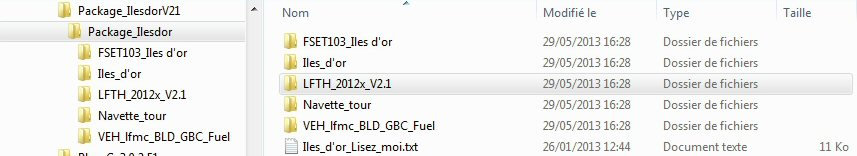 Package_IlesdorV21
Package_Ilesdor
FSET103_Iles d'or
Iles_d'or
LFTH_2012x_V2.1
Navette_tour
VEH_lfmc_BLD_GBC_Fuel
Nom Modifié le Type Taille
FSET103_Iles d'or 29/05/2013 16:28 Dossier de fichiers
Iles_d'or 29/05/2013 16:28 Dossier de fichiers
LFTH_2012x_V2.1 29/05/2013 16:28 Dossier de fichiers
Navette_tour 29/05/2013 16:28 Dossier de fichiers
VEH_lfmc_BLD_GBC_Fuel 29/05/2013 16:28 Dossier de fichiers
Iles_d'or_Lisez_moi.txt 26/01/2013 12:44 Document texte 11 Ko